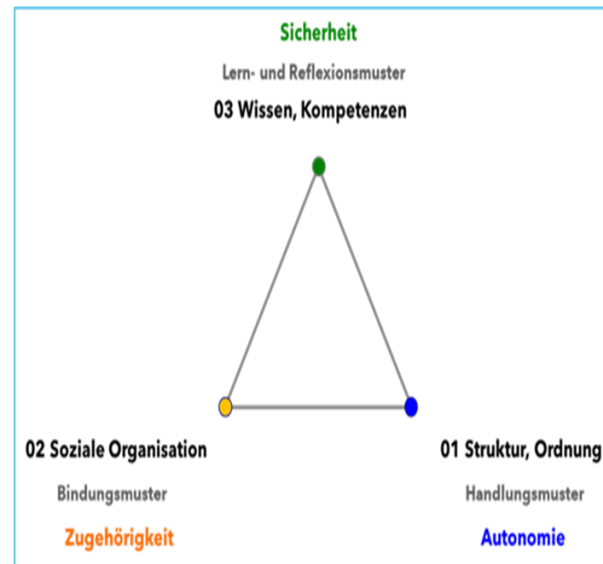 Sicherheit
Lern- und Reflexionsmuster
03 Wissen, Kompetenzen
02 Soziale Organisation
Bindungsmuster
Zugehörigkeit
01 Struktur, Ordnung
Handlungsmuster
Autonomie